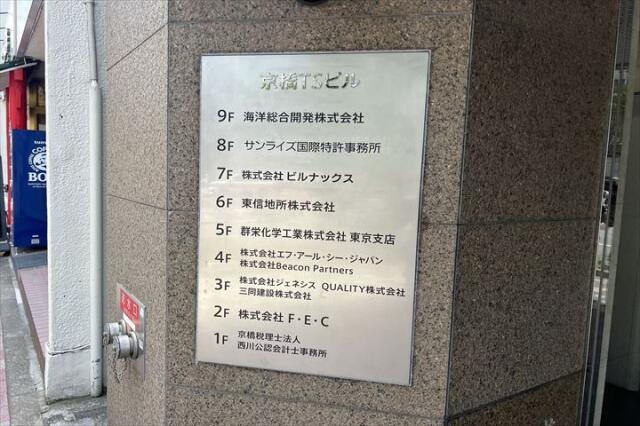 京橋TSビル
9F 海洋総合開発株式会社
8F サンライズ国際特許事務所
7F 株式会社 ビルナックス
6F 東信地所株式会社
5F 群栄化学工業株式会社 東京支店
4F 株式会社エフ・アール・シー・ジャパン
株式会社Beacon Partners
3F 株式会社ジェネシス QUALITY株式会社
三同建設株式会社
2F 株式会社 F・E・C
1F 京橋税理士法人
西川公認会計士事務所
BO